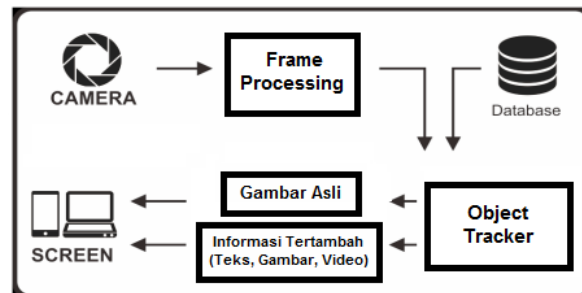 CAMERA
Frame
Processing
Database
Gambar Asli
Informasi Tertambah
(Teks, Gambar, Video)
Object
Tracker
SCREEN